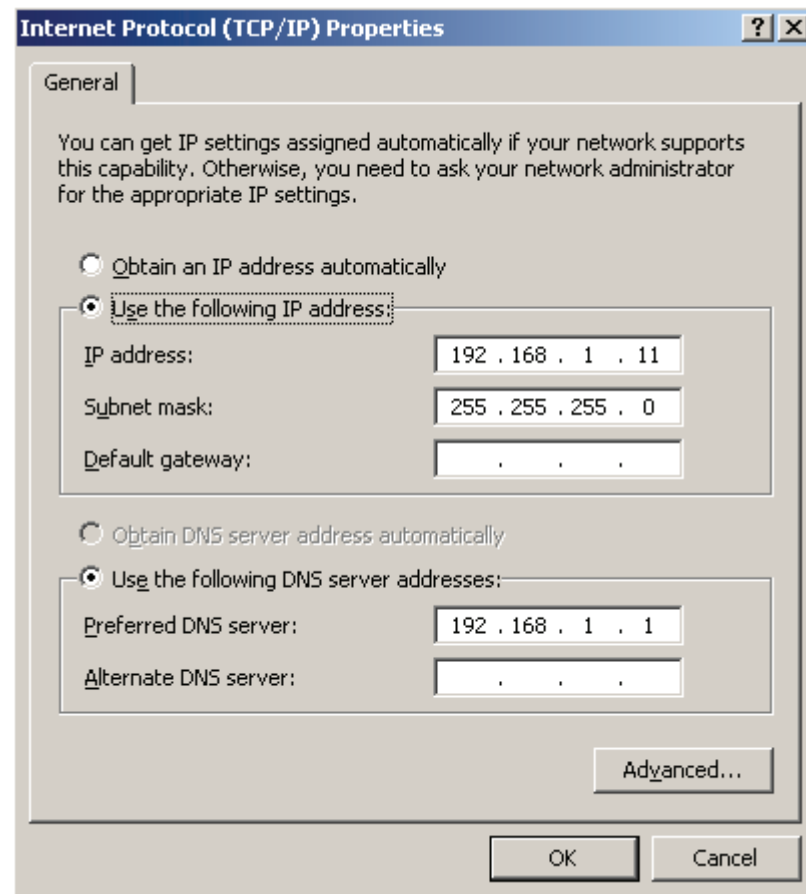 Internet Protocol (TCP/IP) Properties
General
You can get IP settings assigned automatically if your network supports
this capability. Otherwise, you need to ask your network administrator
for the appropriate IP settings.
Obtain an IP address automatically
Use the following IP address:
IP address: 192 . 168 . 1 . 11
Subnet mask: 255 . 255 . 255 . 0
Default gateway: . . .
Obtain DNS server address automatically
Use the following DNS server addresses:
Preferred DNS server: 192 . 168 . 1 . 1
Alternate DNS server: . . .
Advanced...
OK Cancel